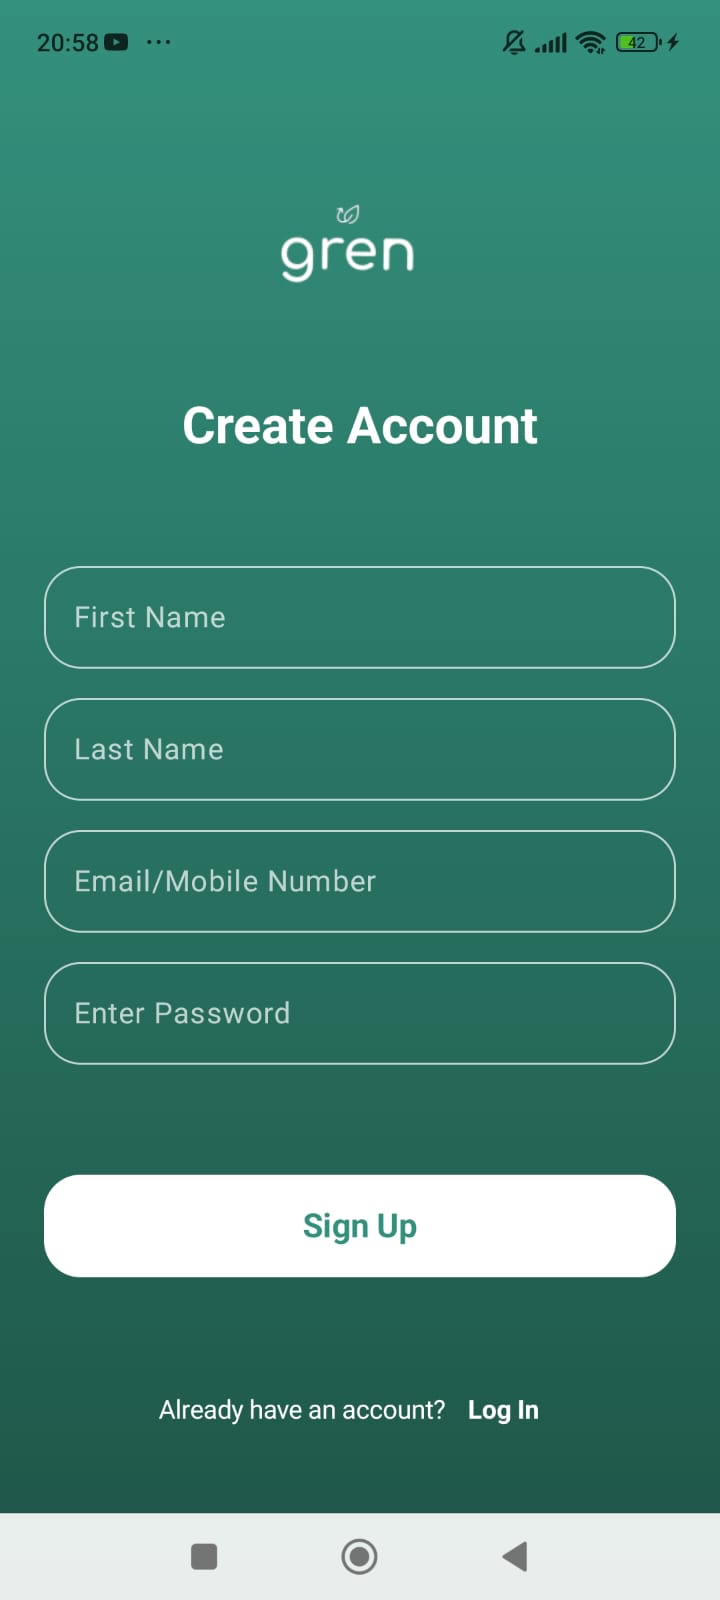 20:58
42
gren
Create Account
First Name
Last Name
Email/Mobile Number
Enter Password
Sign Up
Already have an account? Log In